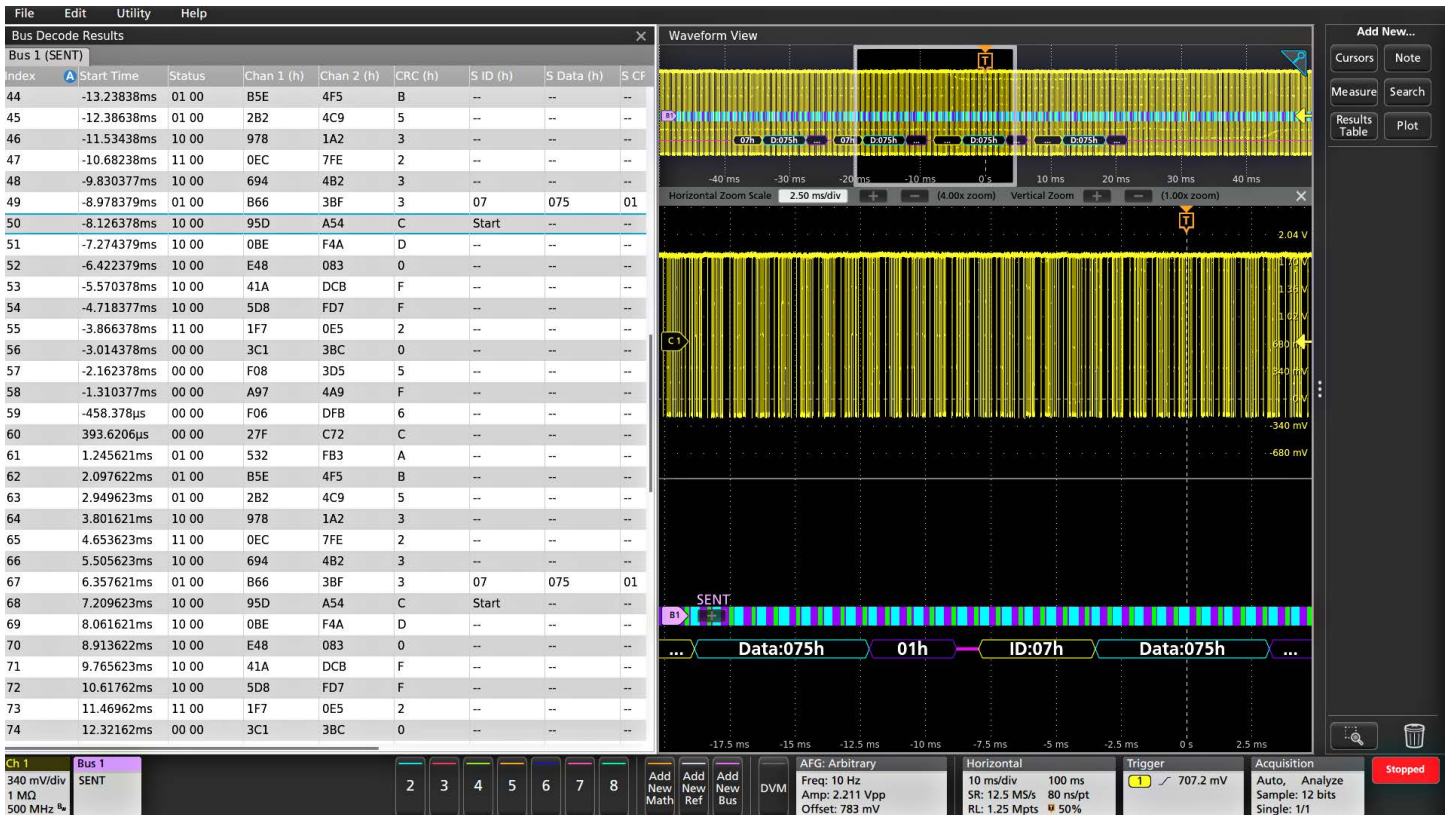 File Edit Utility Help
Bus Decode Results
Bus 1 (SENT)
Index A Start Time Status Chan 1 (h) Chan 2 (h) CRC (h) S ID (h) S Data (h) S CF
44 -13.23838ms 01 00 B5E 4F5 B -- -- --
45 -12.38638ms 01 00 2B2 4C9 5 -- -- --
46 -11.53438ms 10 00 978 1A2 3 -- -- --
47 -10.68238ms 11 00 0EC 7FE 2 -- -- --
48 -9.830377ms 10 00 694 4B2 3 -- -- --
49 -8.978379ms 01 00 B66 3BF 3 07 075 01
50 -8.126378ms 10 00 95D A54 C Start -- --
51 -7.274379ms 10 00 0BE F4A D -- -- --
52 -6.422379ms 10 00 E48 083 0 -- -- --
53 -5.570378ms 10 00 41A DCB F -- -- --
54 -4.718377ms 10 00 5D8 FD7 F -- -- --
55 -3.866378ms 11 00 1F7 0E5 2 -- -- --
56 -3.014378ms 00 00 3C1 3BC 0 -- -- --
57 -2.162378ms 00 00 F08 3D5 5 -- -- --
58 -1.310377ms 00 00 A97 4A9 F -- -- --
59 -458.378µs 00 00 F06 DFB 6 -- -- --
60 393.6206µs 00 00 27F C72 C -- -- --
61 1.245621ms 01 00 532 FB3 A -- -- --
62 2.097622ms 01 00 B5E 4F5 B -- -- --
63 2.949623ms 01 00 2B2 4C9 5 -- -- --
64 3.801621ms 10 00 978 1A2 3 -- -- --
65 4.653623ms 11 00 0EC 7FE 2 -- -- --
66 5.505623ms 10 00 694 4B2 3 -- -- --
67 6.357621ms 01 00 B66 3BF 3 07 075 01
68 7.209623ms 10 00 95D A54 C Start -- --
69 8.061621ms 10 00 0BE F4A D -- -- --
70 8.913622ms 10 00 E48 083 0 -- -- --
71 9.765623ms 10 00 41A DCB F -- -- --
72 10.61762ms 10 00 5D8 FD7 F -- -- --
73 11.46962ms 11 00 1F7 0E5 2 -- -- --
74 12.32162ms 00 00 3C1 3BC 0 -- -- --
Waveform View
T
B1
07h D:075h ... 07h D:075h ... ... D:075h ... ... D:075h ...
-40 ms -30 ms -20 ms -10 ms 0 s 10 ms 20 ms 30 ms 40 ms
Horizontal Zoom Scale 2.50 ms/div + - (4.00x zoom) Vertical Zoom + - (1.00x zoom)
T
2.04 V
1.70 V
1.36 V
1.02 V
C 1 680 m
340 mV
0 V
-340 mV
-680 mV
SENT
B1 +
... Data:075h 01h ID:07h Data:075h ...
-17.5 ms -15 ms -12.5 ms -10 ms -7.5 ms -5 ms -2.5 ms 0 s 2.5 ms
Add New...
Cursors Note
Measure Search
Results Table Plot
Ch 1
340 mV/div
1 MΩ
500 MHz Bw
Bus 1
SENT
2 3 4 5 6 7 8
Add New Math
Add New Ref
Add New Bus
DVM
AFG: Arbitrary
Freq: 10 Hz
Amp: 2.211 Vpp
Offset: 783 mV
Horizontal
10 ms/div 100 ms
SR: 12.5 MS/s 80 ns/pt
RL: 1.25 Mpts 50%
Trigger
1 707.2 mV
Acquisition
Auto, Analyze
Sample: 12 bits
Single: 1/1
Stopped